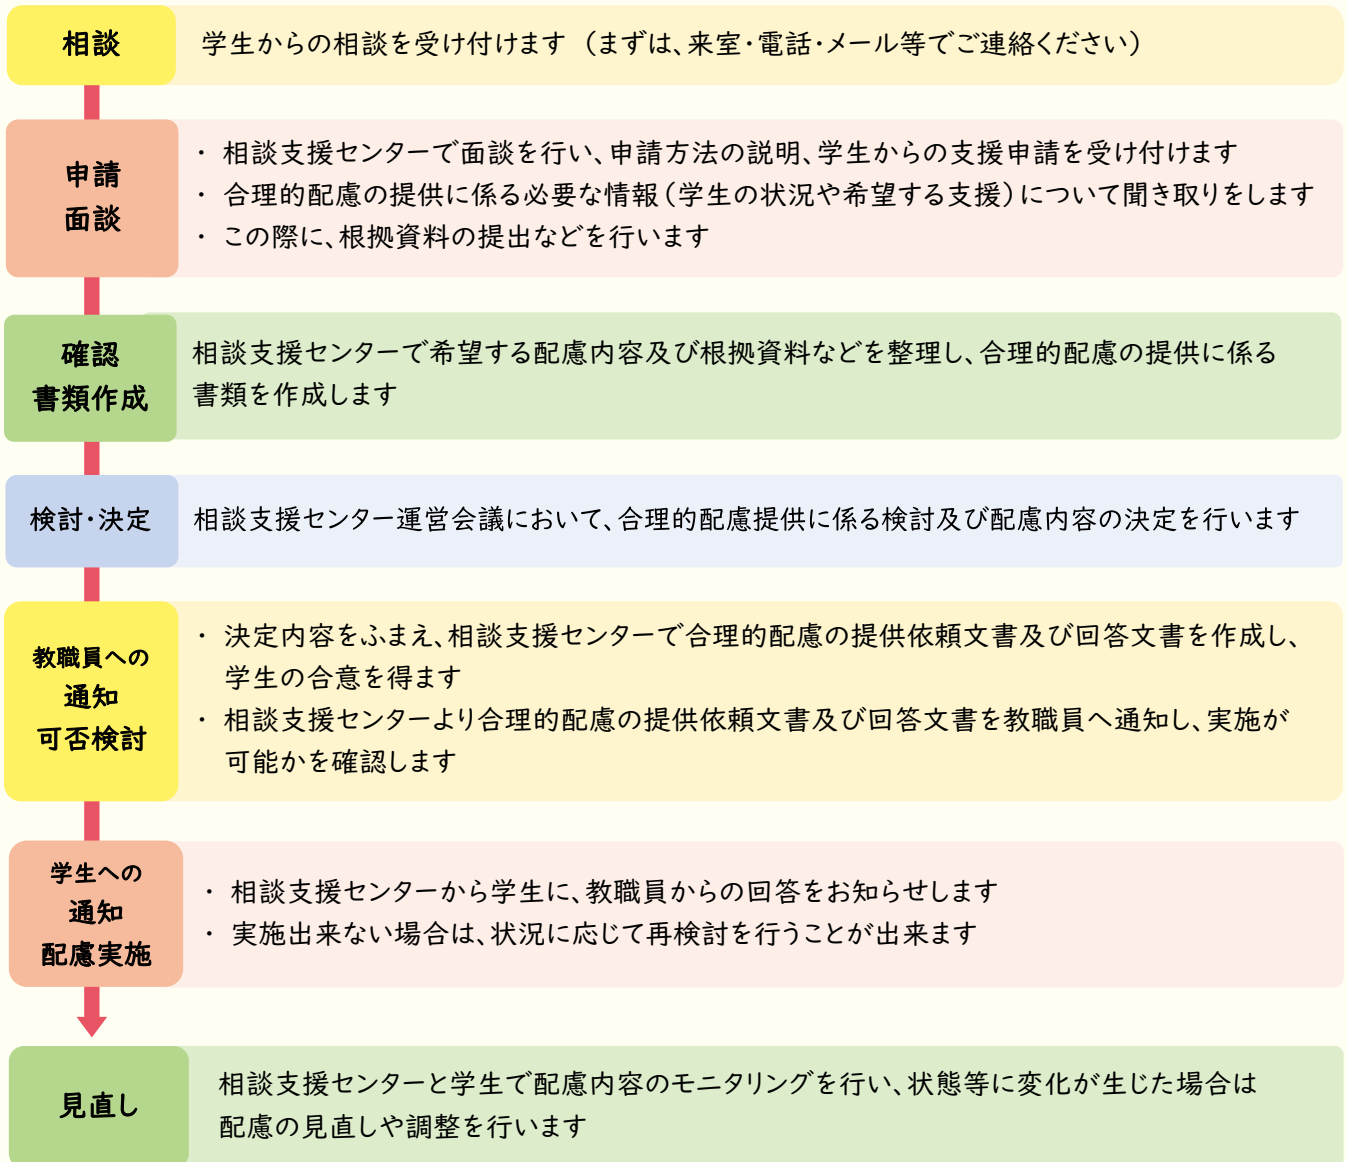 相談
学生からの相談を受け付けます （まずは、来室・電話・メール等でご連絡ください）
申請
面談
・ 相談支援センターで面談を行い、申請方法の説明、学生からの支援申請を受け付けます
・ 合理的配慮の提供に係る必要な情報（学生の状況や希望する支援）について聞き取りをします
・ この際に、根拠資料の提出などを行います
確認
書類作成
相談支援センターで希望する配慮内容及び根拠資料などを整理し、合理的配慮の提供に係る
書類を作成します
検討・決定
相談支援センター運営会議において、合理的配慮提供に係る検討及び配慮内容の決定を行います
教職員への
通知
可否検討
・ 決定内容をふまえ、相談支援センターで合理的配慮の提供依頼文書及び回答文書を作成し、
学生の合意を得ます
・ 相談支援センターより合理的配慮の提供依頼文書及び回答文書を教職員へ通知し、実施が
可能かを確認します
学生への
通知
配慮実施
・ 相談支援センターから学生に、教職員からの回答をお知らせします
・ 実施出来ない場合は、状況に応じて再検討を行うことが出来ます
見直し
相談支援センターと学生で配慮内容のモニタリングを行い、状態等に変化が生じた場合は
配慮の見直しや調整を行います